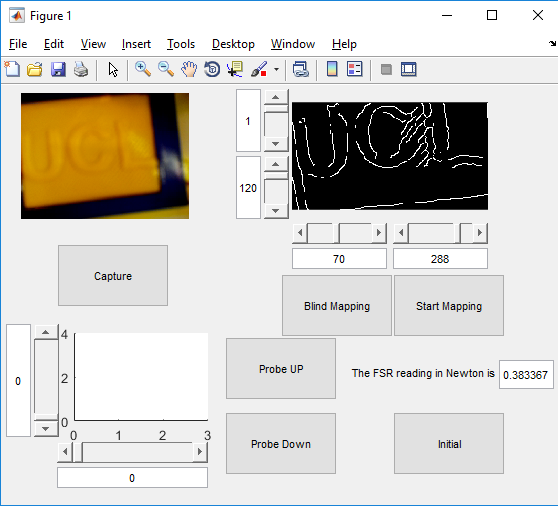 Figure 1
File Edit View Insert Tools Desktop Window Help
UCL
1
UCL
120
70 288
Capture
Blind Mapping Start Mapping
4
2
0
0
0 1 2 3
0
Probe UP
The FSR reading in Newton is 0.383367
Probe Down
Initial